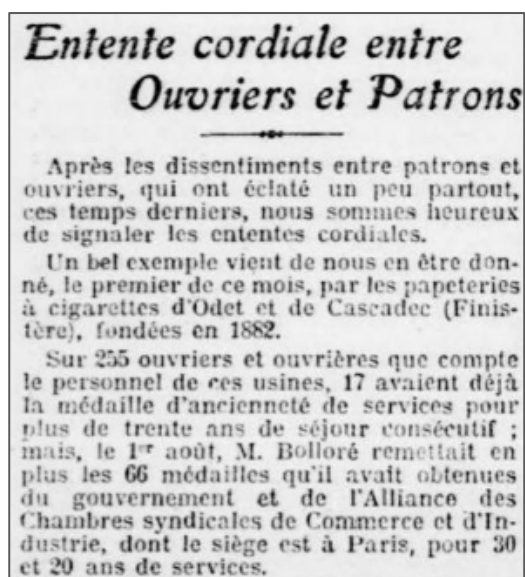 Entente cordiale entre
Ouvriers et Patrons
Après les dissentiments entre patrons et
ouvriers, qui ont éclaté un peu partout,
ces temps derniers, nous sommes heureux
de signaler les ententes cordiales.
Un bel exemple vient de nous en être don-
né, le premier de ce mois, par les papeteries
à cigarettes d'Odet et de Cascadec (Finis-
tère), fondées en 1882.
Sur 255 ouvriers et ouvrières que compte
le personnel de ces usines, 17 avaient déjà
la médaille d'ancienneté de services pour
plus de trente ans de séjour consécutif ;
mais, le 1er août, M. Bolloré remettait en
plus les 66 médailles qu'il avait obtenues
du gouvernement et de l'Alliance des
Chambres syndicales de Commerce et d'In-
dustrie, dont le siège est à Paris, pour 30
et 20 ans de services.